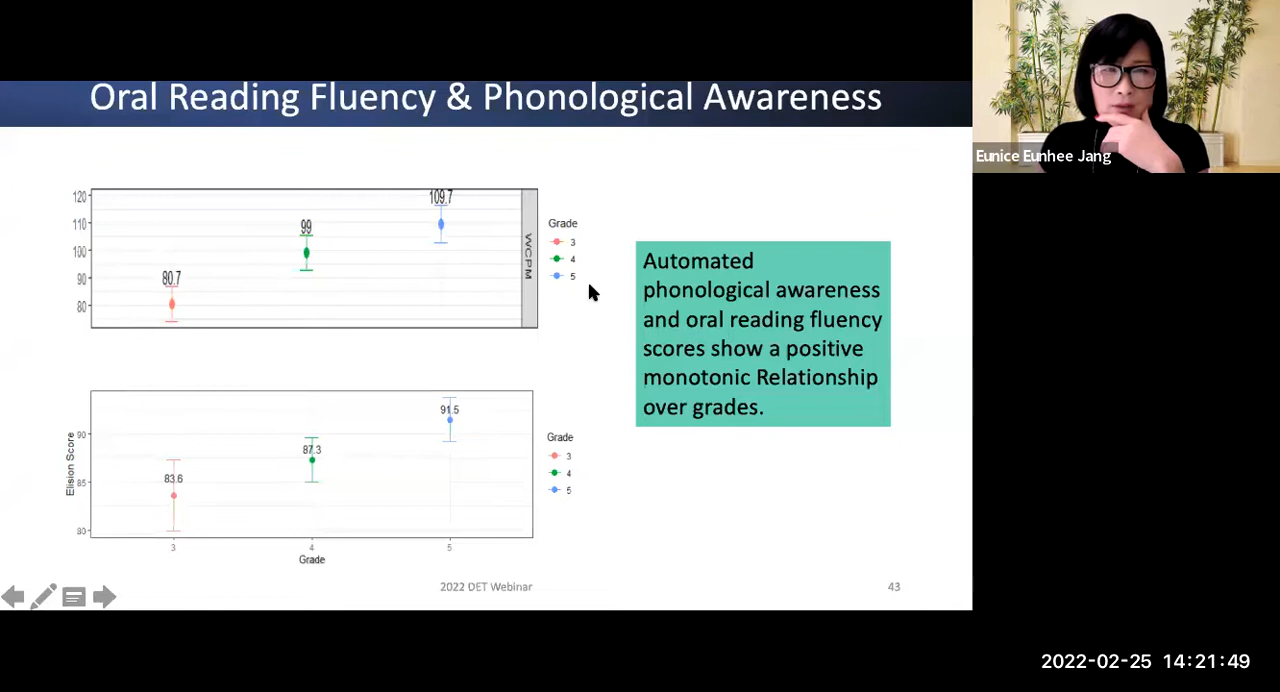 Oral Reading Fluency & Phonological Awareness
Eunice Eunhee Jang
120
110
100
90
80
80.7
99
109.7
WCPM
Grade
3
4
5
Automated
phonological awareness
and oral reading fluency
scores show a positive
monotonic Relationship
over grades.
Elision Score
90
85
80
83.6
87.3
91.5
3
4
5
Grade
Grade
3
4
5
2022 DET Webinar
43
2022-02-25 14:21:49